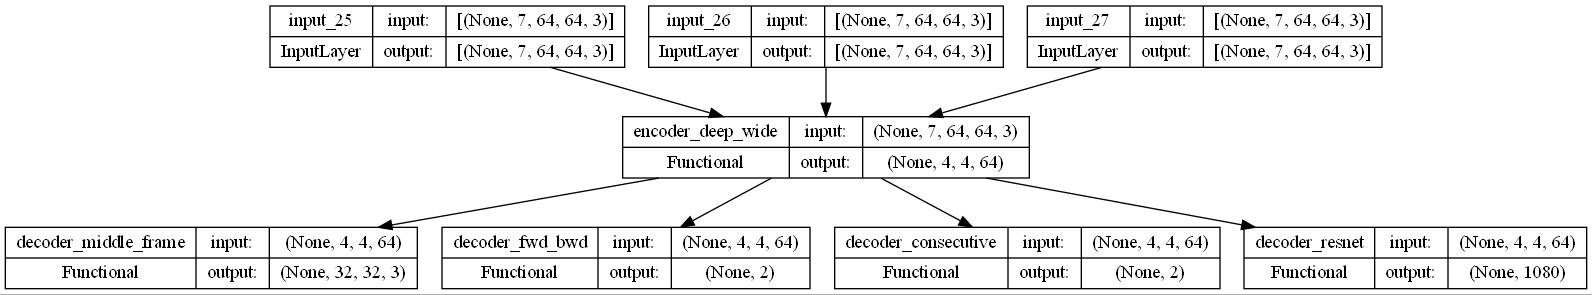 input_25 input: [(None, 7, 64, 64, 3)]
InputLayer output: [(None, 7, 64, 64, 3)]
input_26 input: [(None, 7, 64, 64, 3)]
InputLayer output: [(None, 7, 64, 64, 3)]
input_27 input: [(None, 7, 64, 64, 3)]
InputLayer output: [(None, 7, 64, 64, 3)]
encoder_deep_wide input: (None, 7, 64, 64, 3)
Functional output: (None, 4, 4, 64)
decoder_middle_frame input: (None, 4, 4, 64)
Functional output: (None, 32, 32, 3)
decoder_fwd_bwd input: (None, 4, 4, 64)
Functional output: (None, 2)
decoder_consecutive input: (None, 4, 4, 64)
Functional output: (None, 2)
decoder_resnet input: (None, 4, 4, 64)
Functional output: (None, 1080)